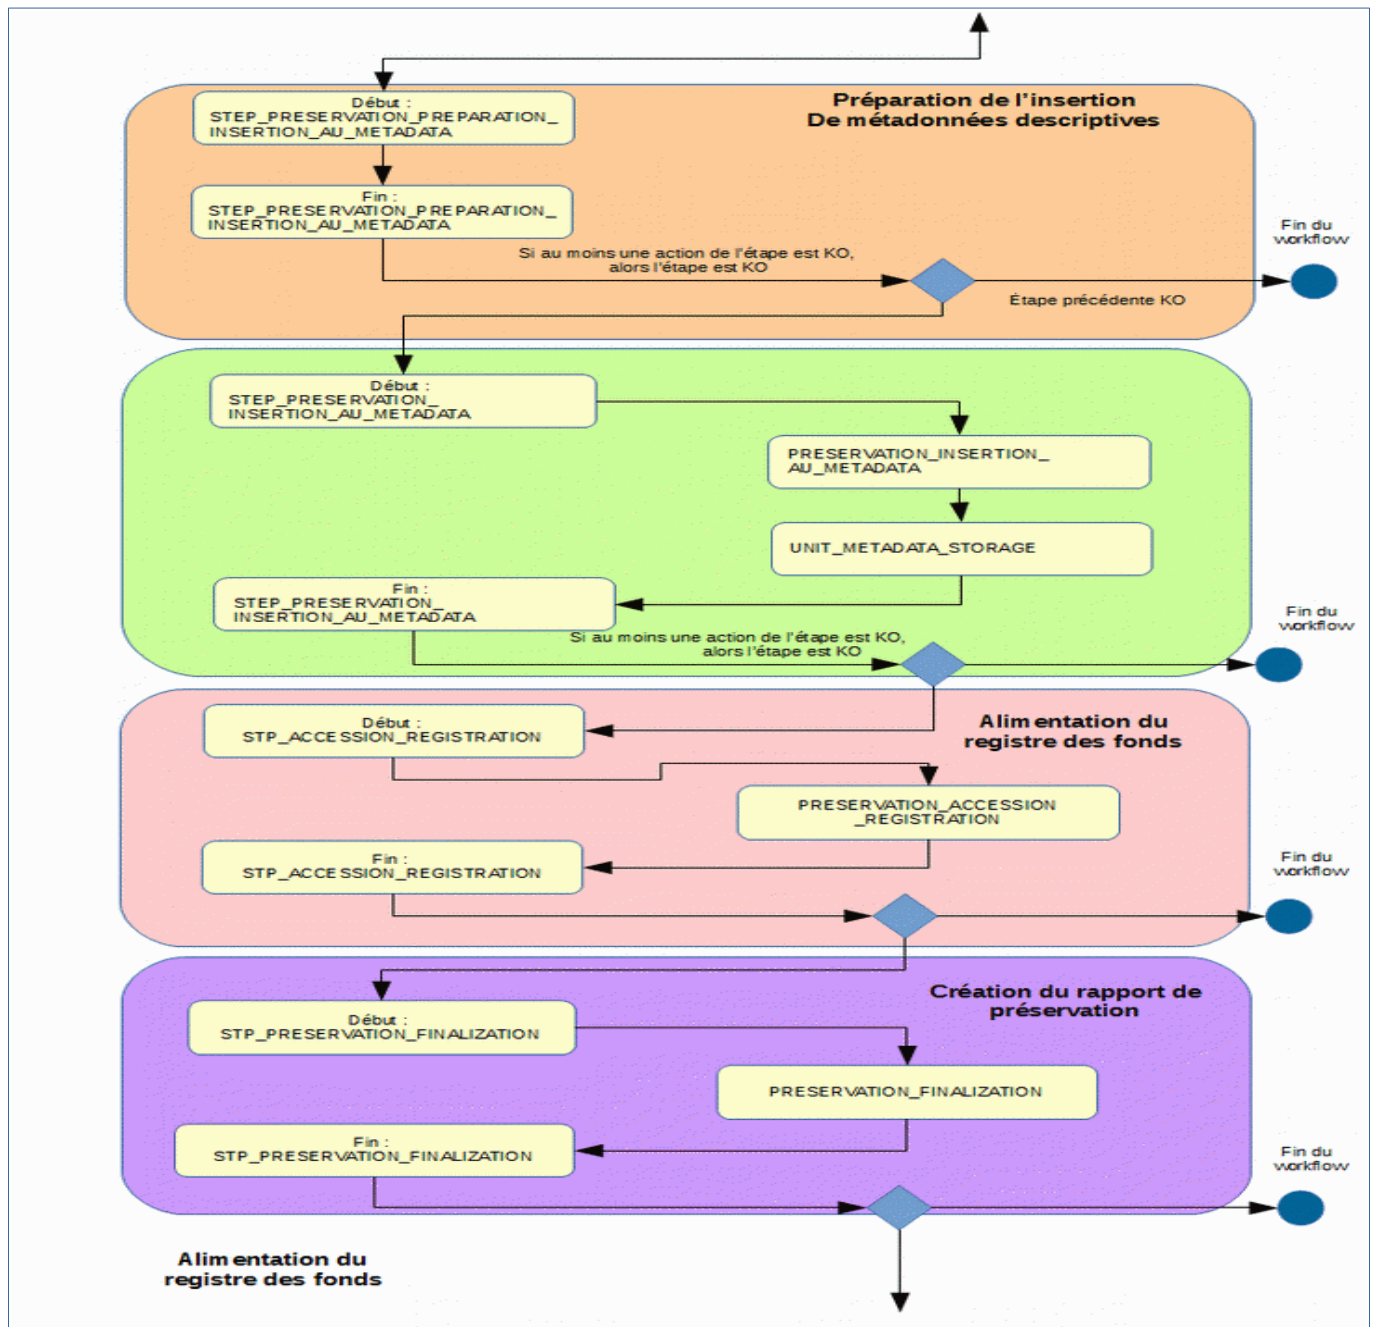 Début :
STEP_PRESERVATION_PREPARATION_
INSERTION_AU_METADATA
Préparation de l’insertion
De métadonnées descriptives
Fin :
STEP_PRESERVATION_PREPARATION_
INSERTION_AU_METADATA
Si au moins une action de l’étape est KO,
alors l’étape est KO
Fin du
workflow
Étape précédente KO
Début :
STEP_PRESERVATION_
INSERTION_AU_METADATA
PRESERVATION_INSERTION_
AU_METADATA
UNIT_METADATA_STORAGE
Fin :
STEP_PRESERVATION_
INSERTION_AU_METADATA
Si au moins une action de l’étape est KO,
alors l’étape est KO
Fin du
workflow
Début :
STP_ACCESSION_REGISTRATION
Alimentation du
registre des fonds
PRESERVATION_ACCESSION
_REGISTRATION
Fin :
STP_ACCESSION_REGISTRATION
Fin du
workflow
Création du rapport de
préservation
Début :
STP_PRESERVATION_FINALIZATION
PRESERVATION_FINALIZATION
Fin :
STP_PRESERVATION_FINALIZATION
Fin du
workflow
Alimentation du
registre des fonds